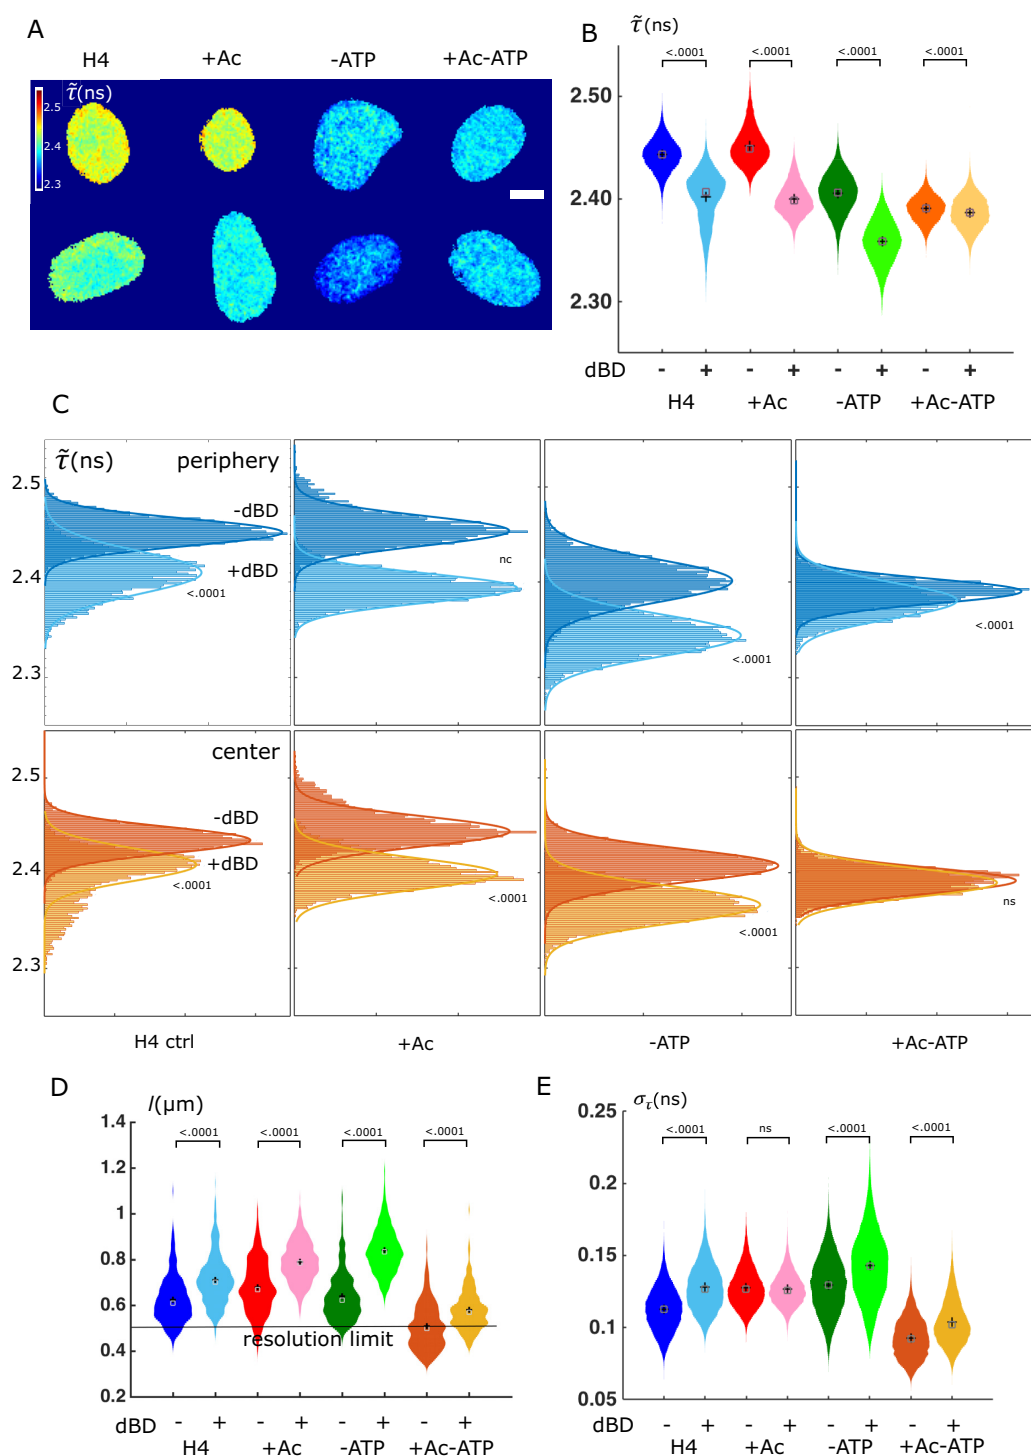 A
H4 +Ac -ATP +Ac-ATP
τ̃(ns)
2.5
2.4
2.3
B
τ̃(ns)
<.0001 <.0001 <.0001 <.0001
2.50
2.40
2.30
dBD - + - + - + - +
H4 +Ac -ATP +Ac-ATP
C
τ̃(ns) periphery
2.5
-dBD
nc
2.4
+dBD
<.0001
<.0001
<.0001
2.3
center
2.5
-dBD
+dBD
2.4
<.0001
<.0001
ns
<.0001
2.3
H4 ctrl +Ac -ATP +Ac-ATP
D
l(μm)
1.4
<.0001 <.0001 <.0001 <.0001
1.2
1
0.8
0.6
resolution limit
0.4
0.2
dBD - + - + - + - +
H4 +Ac -ATP +Ac-ATP
E
στ(ns)
0.25
<.0001 ns <.0001 <.0001
0.2
0.15
0.1
0.05
dBD - + - + - + - +
H4 +Ac -ATP +Ac-ATP